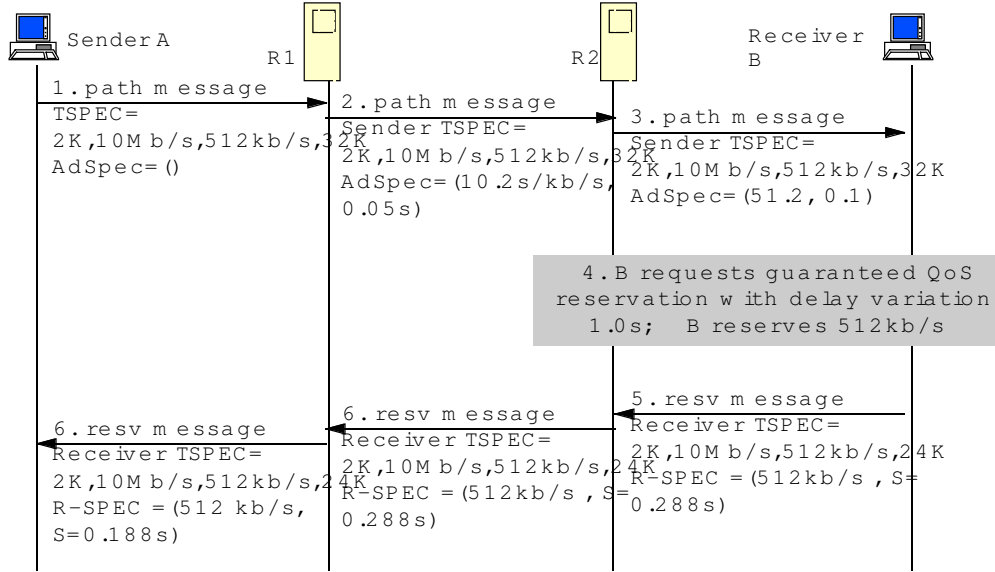 Sender A
R1
R2
Receiver
B
1.path message
TSPEC=
2K,10Mb/s,512kb/s,32K
AdSpec=()
2.path message
Sender TSPEC=
2K,10Mb/s,512kb/s,32K
AdSpec=(10.2s/kb/s,
0.05s)
3.path message
Sender TSPEC=
2K,10Mb/s,512kb/s,32K
AdSpec=(51.2, 0.1)
4.B requests guaranteed QoS
reservation with delay variation
1.0s; B reserves 512kb/s
5.resv message
Receiver TSPEC=
2K,10Mb/s,512kb/s,24K
R-SPEC =(512kb/s , S=
0.288s)
6.resv message
Receiver TSPEC=
2K,10Mb/s,512kb/s,24K
R-SPEC =(512kb/s , S=
0.288s)
6.resv message
Receiver TSPEC=
2K,10Mb/s,512kb/s,24K
R-SPEC =(512 kb/s,
S=0.188s)